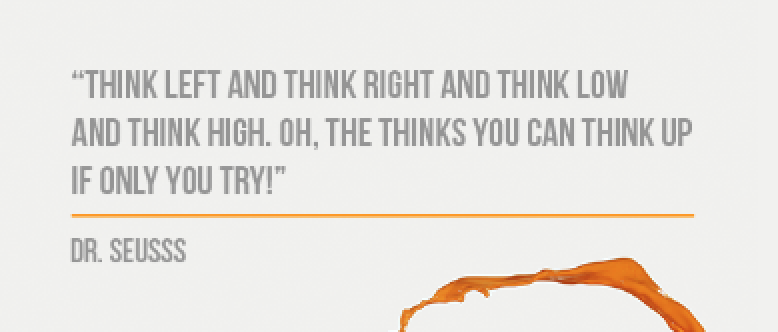 “THINK LEFT AND THINK RIGHT AND THINK LOW
AND THINK HIGH. OH, THE THINKS YOU CAN THINK UP
IF ONLY YOU TRY!”
DR. SEUSSS